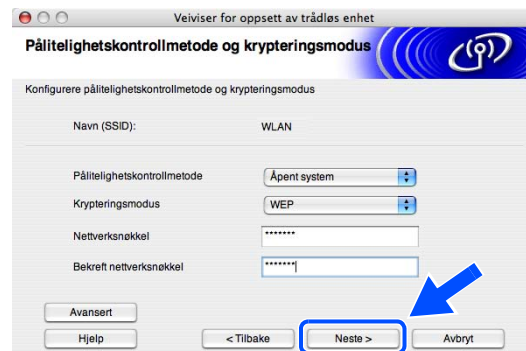 Veiviser for oppsett av trådløs enhet
Pålitelighetskontrollmetode og krypteringsmodus
Konfigurere pålitelighetskontrollmetode og krypteringsmodus
Navn (SSID): WLAN
Pålitelighetskontrollmetode Åpent system
Krypteringsmodus WEP
Nettverksnøkkel *******
Bekreft nettverksnøkkel *******
Avansert
Hjelp < Tilbake Neste > Avbryt